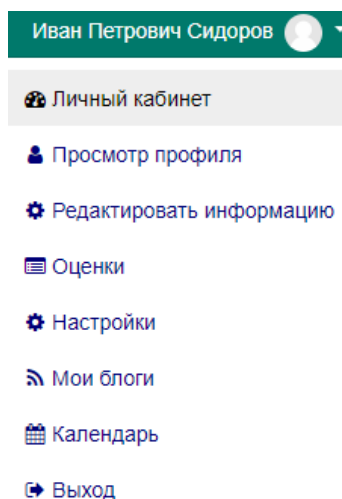 Иван Петрович Сидоров
Личный кабинет
Просмотр профиля
Редактировать информацию
Оценки
Настройки
Мои блоги
Календарь
Выход